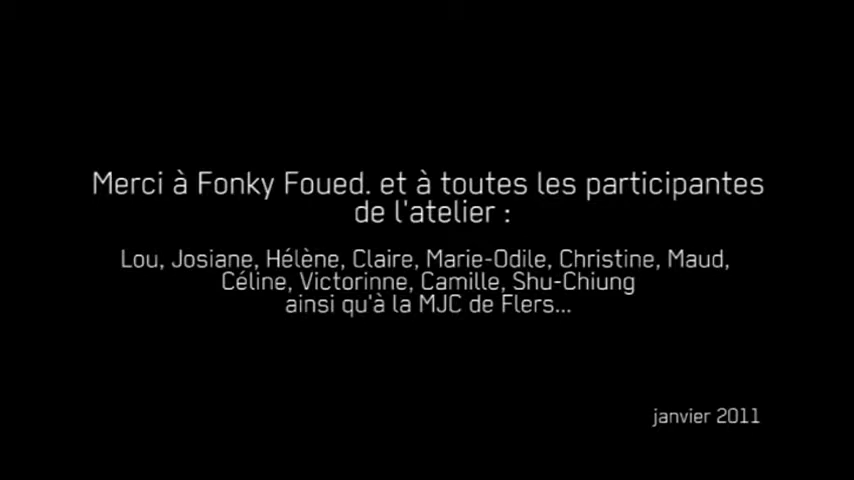 Merci à Fonky Foued. et à toutes les participantes
de l'atelier :
Lou, Josiane, Hélène, Claire, Marie-Odile, Christine, Maud,
Céline, Victorinne, Camille, Shu-Chiung
ainsi qu'à la MJC de Flers...
janvier 2011